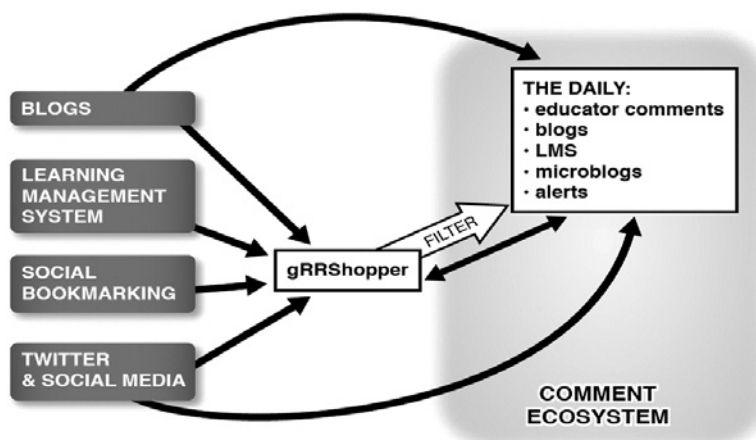 BLOGS
LEARNING
MANAGEMENT
SYSTEM
SOCIAL
BOOKMARKING
TWITTER
& SOCIAL MEDIA
gRRShopper
FILTER
THE DAILY:
· educator comments
· blogs
· LMS
· microblogs
· alerts
COMMENT
ECOSYSTEM